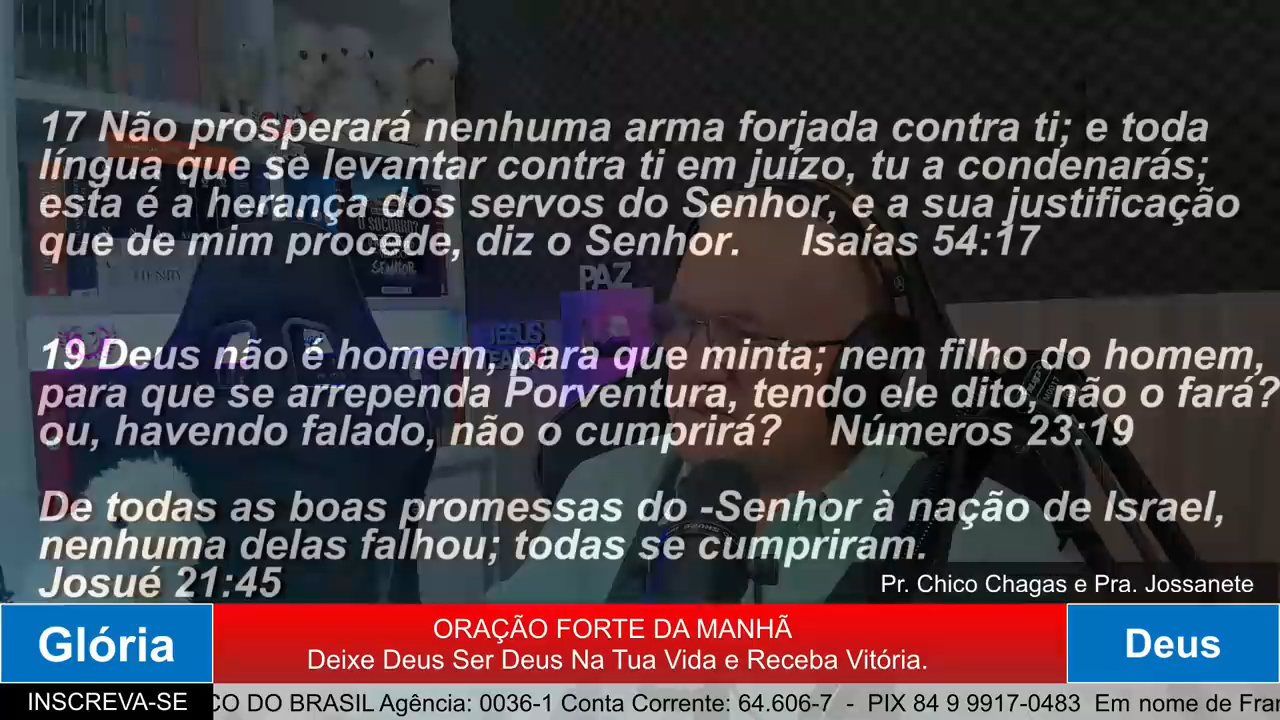 17 Não prosperará nenhuma arma forjada contra ti; e toda
língua que se levantar contra ti em juízo, tu a condenarás;
esta é a herança dos servos do Senhor, e a sua justificação
que de mim procede, diz o Senhor. Isaías 54:17
HENRY
PAZ
JESUS
19 Deus não é homem, para que minta; nem filho do homem,
para que se arrependa Porventura, tendo ele dito, não o fará?
ou, havendo falado, não o cumprirá? Números 23:19
De todas as boas promessas do -Senhor à nação de Israel,
nenhuma delas falhou; todas se cumpriram.
Josué 21:45
Pr. Chico Chagas e Pra. Jossanete
Glória
ORAÇÃO FORTE DA MANHÃ
Deixe Deus Ser Deus Na Tua Vida e Receba Vitória.
Deus
INSCREVA-SE
CO DO BRASIL Agência: 0036-1 Conta Corrente: 64.606-7 - PIX 84 9 9917-0483 Em nome de Fran